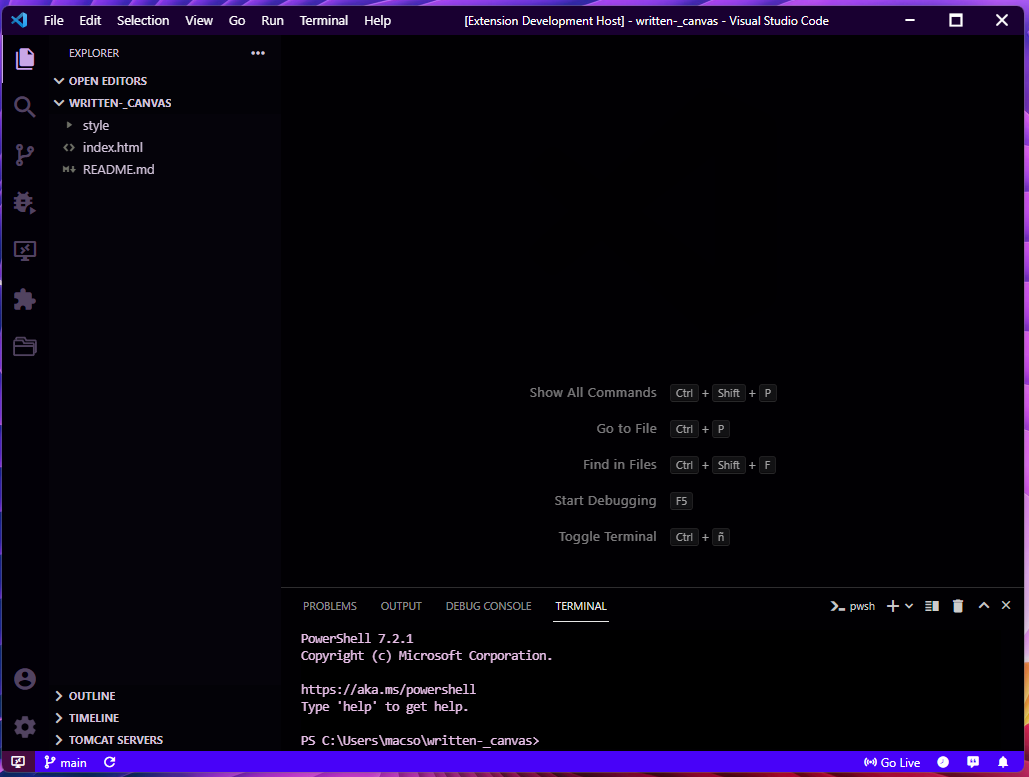 File Edit Selection View Go Run Terminal Help [Extension Development Host] - written-_canvas - Visual Studio Code
EXPLORER
OPEN EDITORS
WRITTEN-_CANVAS
style
index.html
README.md
Show All Commands Ctrl + Shift + P
Go to File Ctrl + P
Find in Files Ctrl + Shift + F
Start Debugging F5
Toggle Terminal Ctrl + ñ
PROBLEMS OUTPUT DEBUG CONSOLE TERMINAL pwsh
PowerShell 7.2.1
Copyright (c) Microsoft Corporation.
https://aka.ms/powershell
Type 'help' to get help.
PS C:\Users\macso\written-_canvas>
OUTLINE
TIMELINE
TOMCAT SERVERS
main Go Live